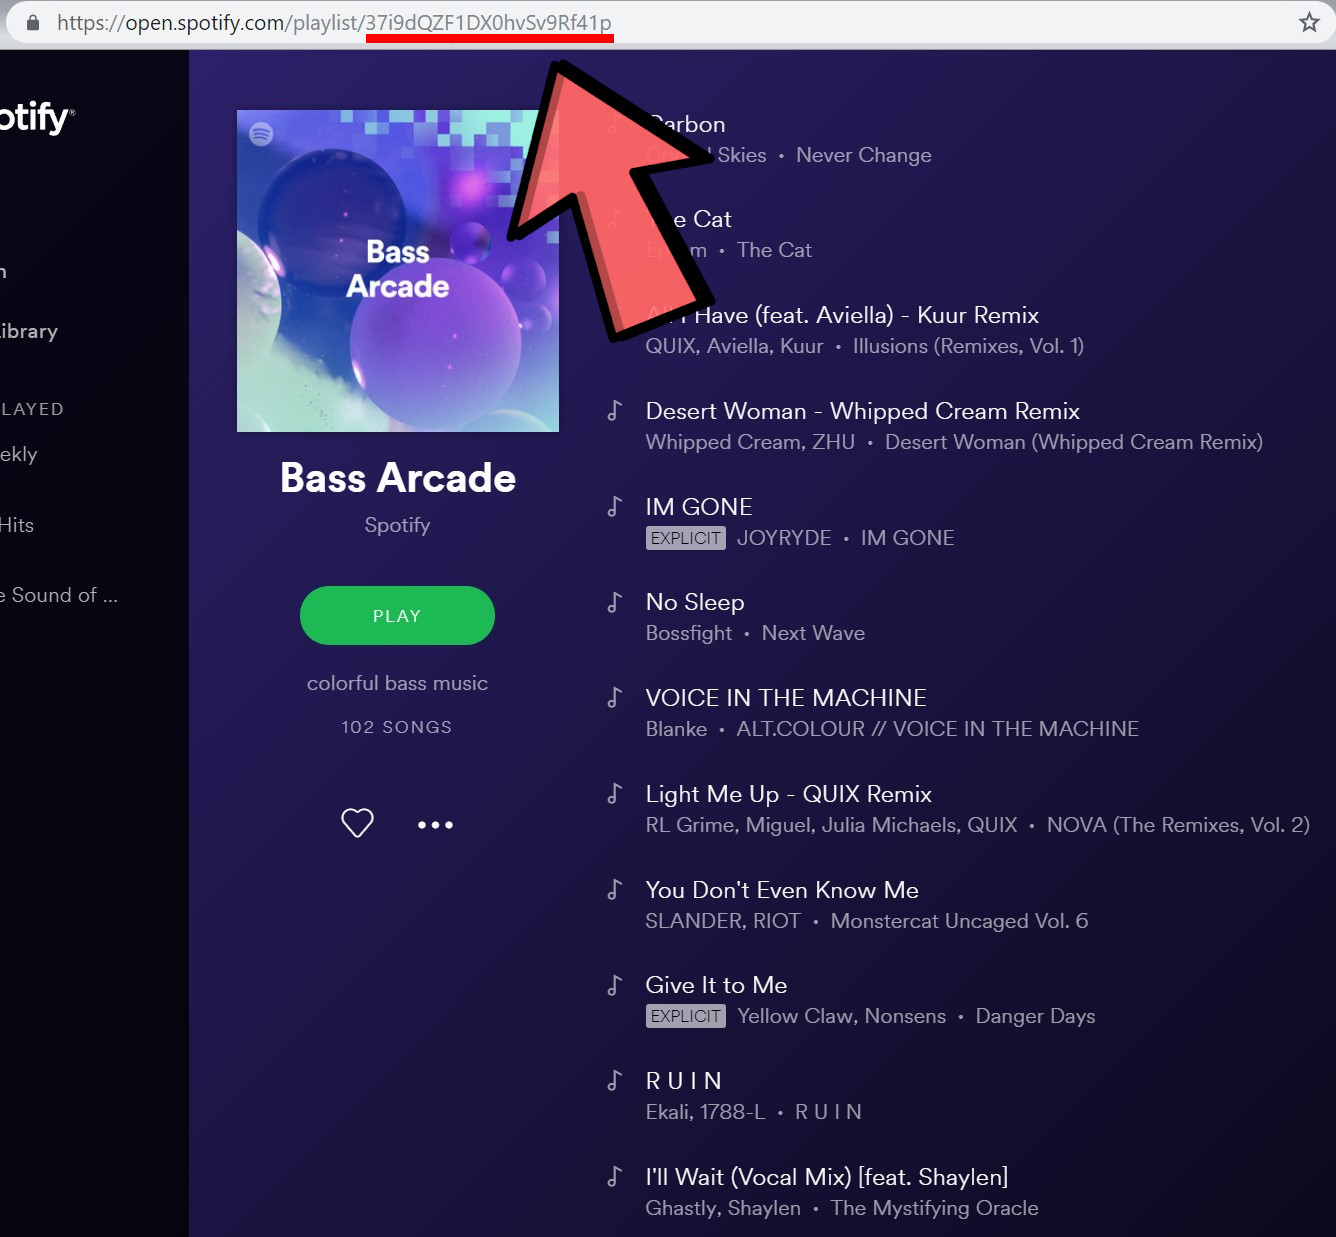 https://open.spotify.com/playlist/37i9dQZF1DX0hvSv9Rf41p
otify®
n
ibrary
LAYED
ekly
Hits
e Sound of ...
Bass
Arcade
Bass Arcade
Spotify
PLAY
colorful bass music
102 SONGS
Skies • Never Change
e Cat
m • The Cat
Have (feat. Aviella) - Kuur Remix
QUIX, Aviella, Kuur • Illusions (Remixes, Vol. 1)
Desert Woman - Whipped Cream Remix
Whipped Cream, ZHU • Desert Woman (Whipped Cream Remix)
IM GONE
EXPLICIT JOYRYDE • IM GONE
No Sleep
Bossfight • Next Wave
VOICE IN THE MACHINE
Blanke • ALT.COLOUR // VOICE IN THE MACHINE
Light Me Up - QUIX Remix
RL Grime, Miguel, Julia Michaels, QUIX • NOVA (The Remixes, Vol. 2)
You Don't Even Know Me
SLANDER, RIOT • Monstercat Uncaged Vol. 6
Give It to Me
EXPLICIT Yellow Claw, Nonsens • Danger Days
R U I N
Ekali, 1788-L • R U I N
I'll Wait (Vocal Mix) [feat. Shaylen]
Ghastly, Shaylen • The Mystifying Oracle